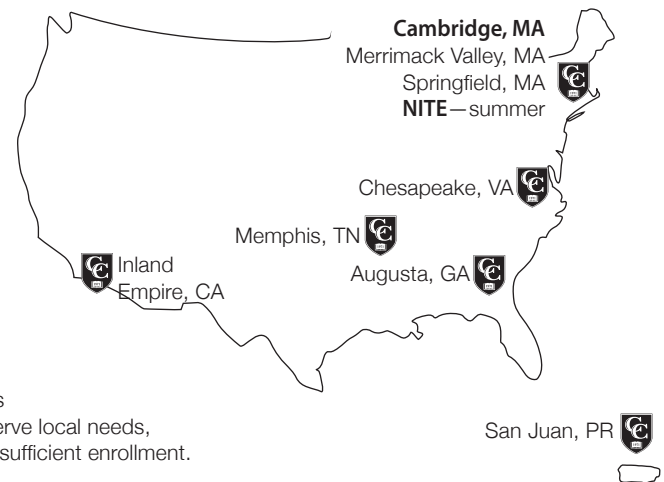 Cambridge, MA
Merrimack Valley, MA
Springfield, MA
NITE—summer
Chesapeake, VA
Memphis, TN
Inland
Empire, CA
Augusta, GA
s
erve local needs,
sufficient enrollment.
San Juan, PR